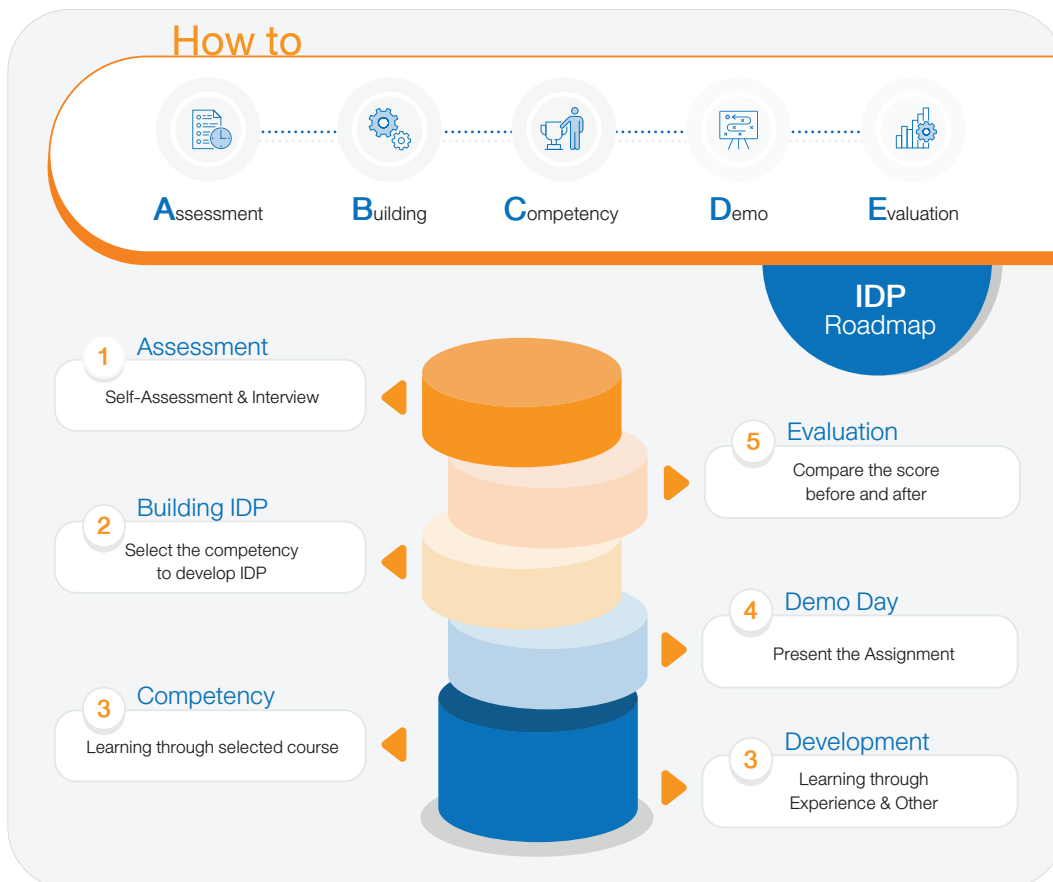 How to
Assessment
Building
Competency
Demo
Evaluation
IDP
Roadmap
1
Assessment
Self-Assessment & Interview
2
Building IDP
Select the competency
to develop IDP
3
Competency
Learning through selected course
5
Evaluation
Compare the score
before and after
4
Demo Day
Present the Assignment
3
Development
Learning through
Experience & Other